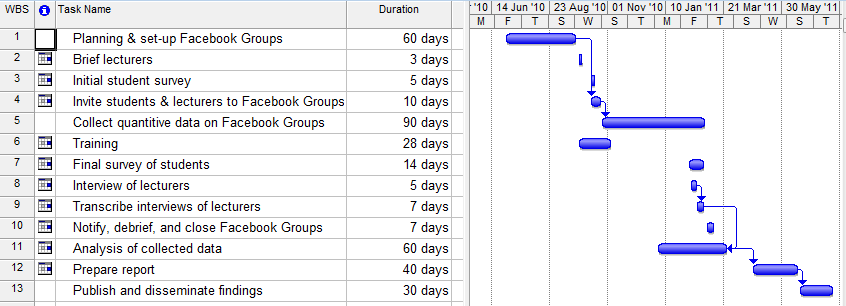 WBS Task Name Duration ' '10 14 Jun '10 23 Aug '10 01 Nov '10 10 Jan '11 21 Mar '11 30 May '11
M F T S W S T M F T S W S T
1 Planning & set-up Facebook Groups 60 days
2 Brief lecturers 3 days
3 Initial student survey 5 days
4 Invite students & lecturers to Facebook Groups 10 days
5 Collect quantitive data on Facebook Groups 90 days
6 Training 28 days
7 Final survey of students 14 days
8 Interview of lecturers 5 days
9 Transcribe interviews of lecturers 7 days
10 Notify, debrief, and close Facebook Groups 7 days
11 Analysis of collected data 60 days
12 Prepare report 40 days
13 Publish and disseminate findings 30 days